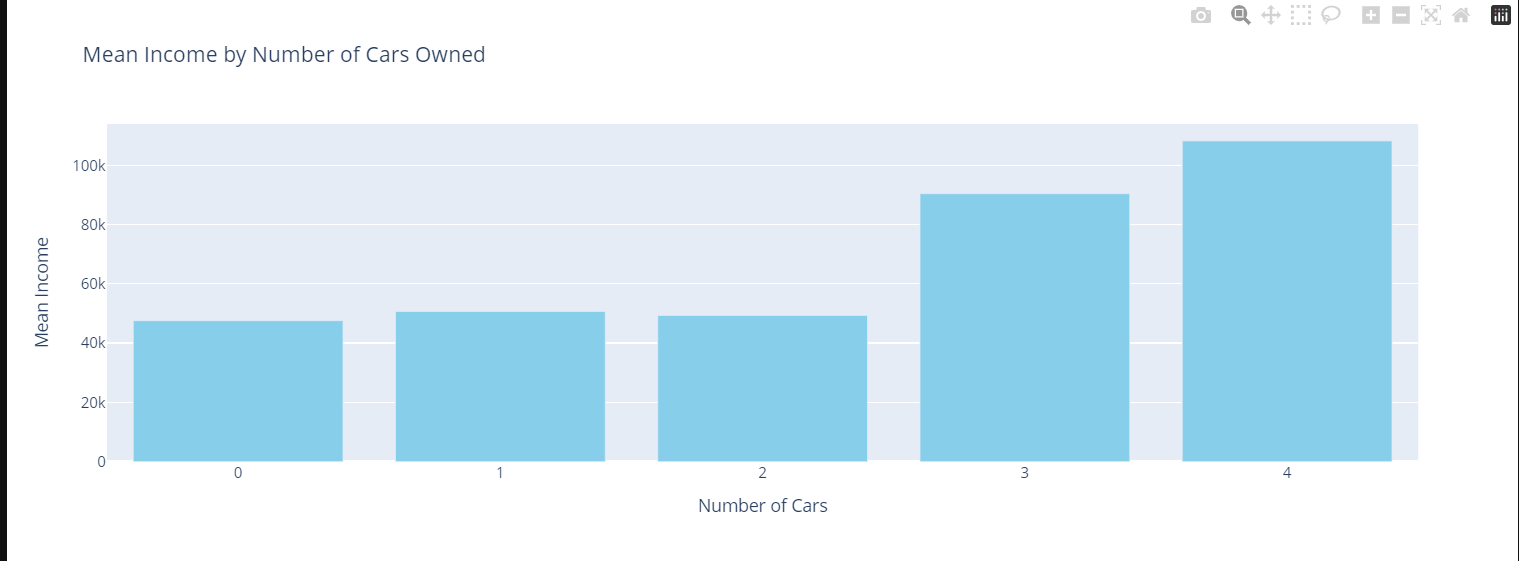 Mean Income by Number of Cars Owned
Mean Income
100k
80k
60k
40k
20k
0
0 1 2 3 4
Number of Cars